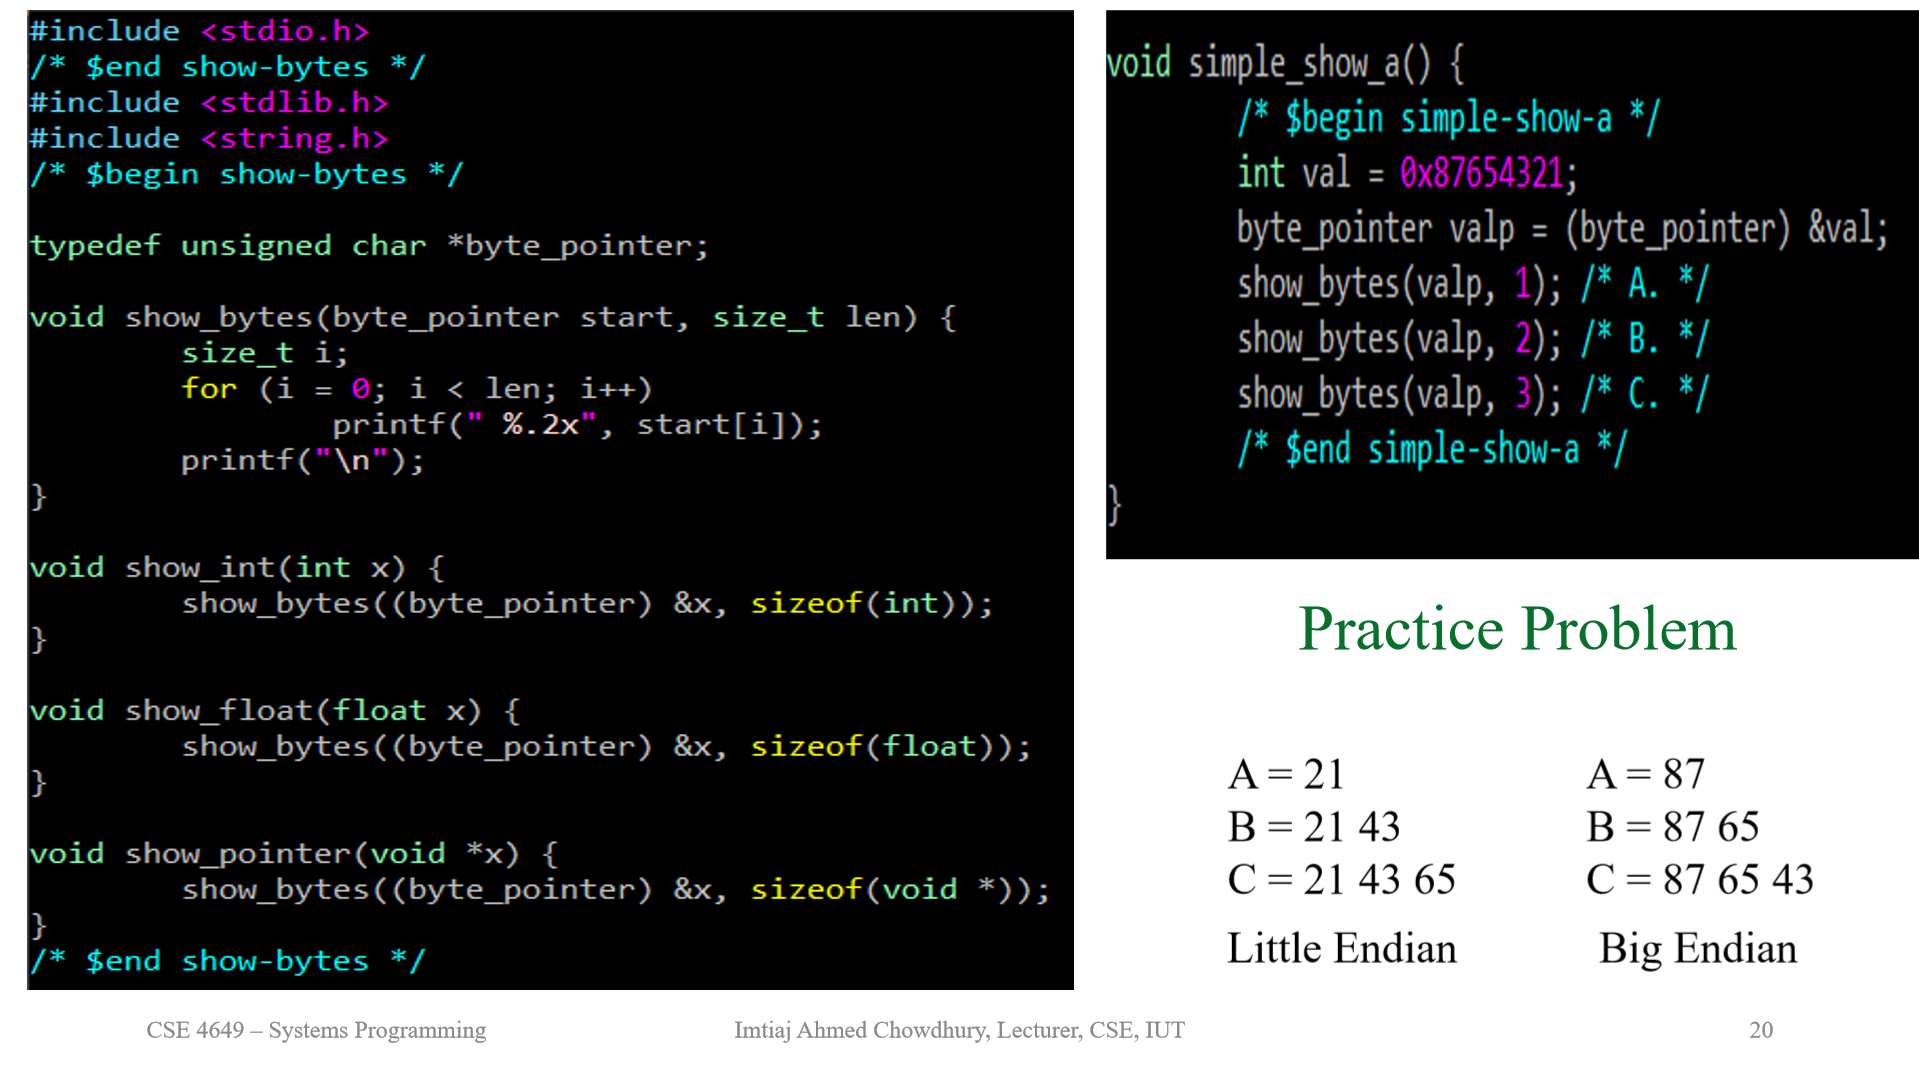 #include <stdio.h>
/* $end show-bytes */
#include <stdlib.h>
#include <string.h>
/* $begin show-bytes */
typedef unsigned char *byte_pointer;
void show_bytes(byte_pointer start, size_t len) {
size_t i;
for (i = 0; i < len; i++)
printf(" %.2x", start[i]);
printf("\n");
}
void show_int(int x) {
show_bytes((byte_pointer) &x, sizeof(int));
}
void show_float(float x) {
show_bytes((byte_pointer) &x, sizeof(float));
}
void show_pointer(void *x) {
show_bytes((byte_pointer) &x, sizeof(void *));
}
/* $end show-bytes */
void simple_show_a() {
/* $begin simple-show-a */
int val = 0x87654321;
byte_pointer valp = (byte_pointer) &val;
show_bytes(valp, 1); /* A. */
show_bytes(valp, 2); /* B. */
show_bytes(valp, 3); /* C. */
/* $end simple-show-a */
}
Practice Problem
A = 21
B = 21 43
C = 21 43 65
Little Endian
A = 87
B = 87 65
C = 87 65 43
Big Endian
CSE 4649 – Systems Programming
Imtiaj Ahmed Chowdhury, Lecturer, CSE, IUT
20